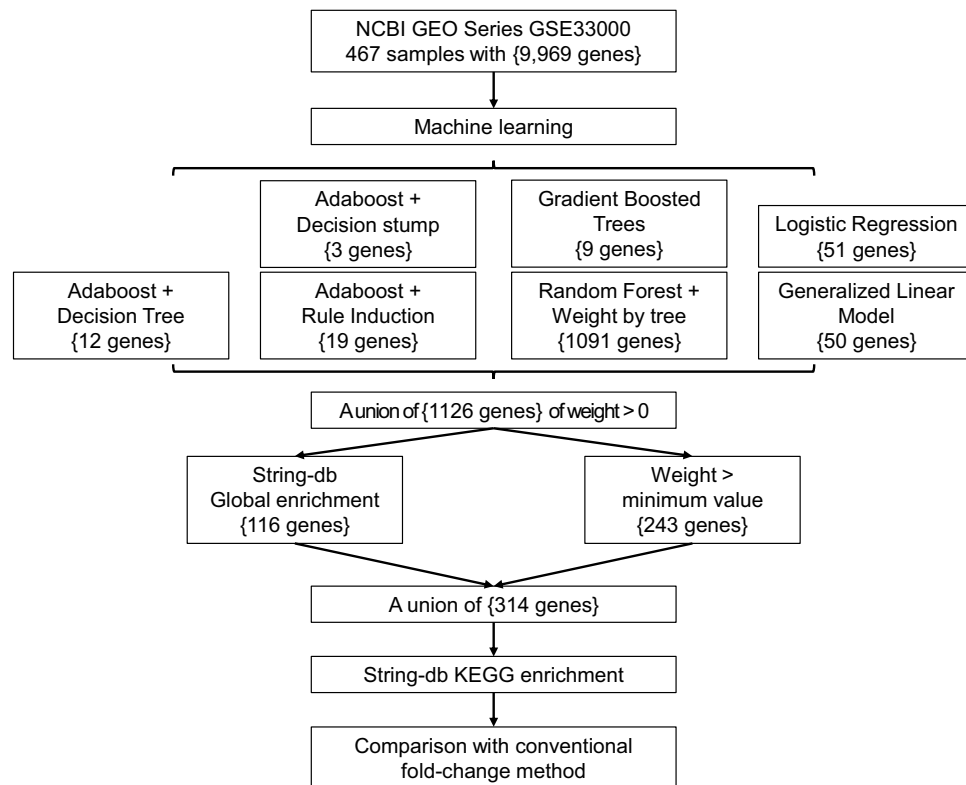 NCBI GEO Series GSE33000
467 samples with {9,969 genes}
Machine learning
Adaboost +
Decision stump
{3 genes}
Gradient Boosted
Trees
{9 genes}
Logistic Regression
{51 genes}
Adaboost +
Decision Tree
{12 genes}
Adaboost +
Rule Induction
{19 genes}
Random Forest +
Weight by tree
{1091 genes}
Generalized Linear
Model
{50 genes}
A union of {1126 genes} of weight > 0
String-db
Global enrichment
{116 genes}
Weight >
minimum value
{243 genes}
A union of {314 genes}
String-db KEGG enrichment
Comparison with conventional
fold-change method